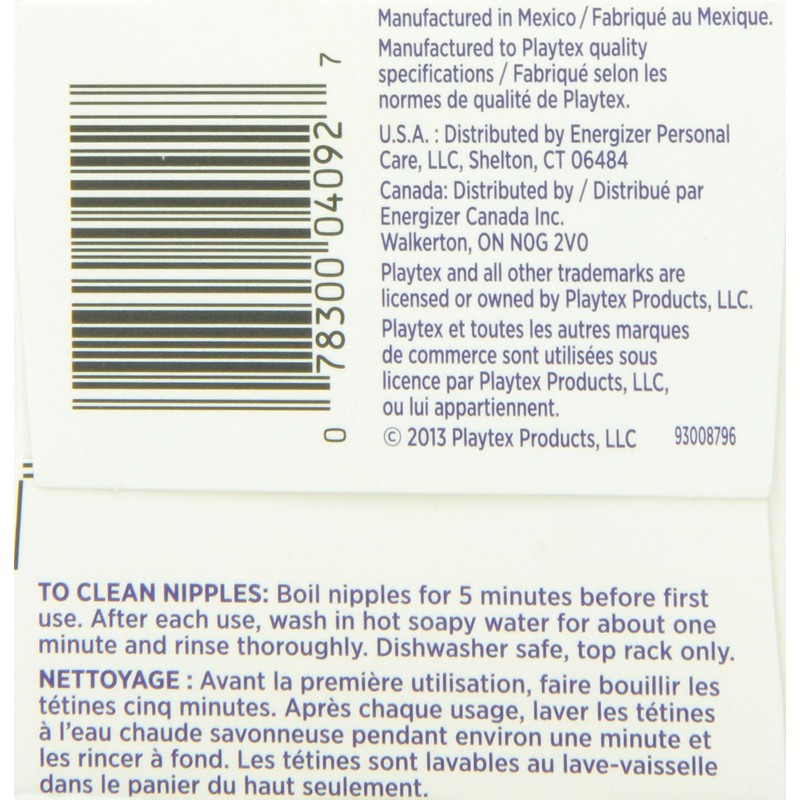 Manufactured in Mexico / Fabriqué au Mexique.
Manufactured to Playtex quality
specifications / Fabriqué selon les
normes de qualité de Playtex.
U.S.A. : Distributed by Energizer Personal
Care, LLC, Shelton, CT 06484
Canada: Distributed by / Distribué par
Energizer Canada Inc.
Walkerton, ON N0G 2V0
Playtex and all other trademarks are
licensed or owned by Playtex Products, LLC.
Playtex et toutes les autres marques
de commerce sont utilisées sous
licence par Playtex Products, LLC,
ou lui appartiennent.
© 2013 Playtex Products, LLC 93008796
0 78300 04092 7
TO CLEAN NIPPLES: Boil nipples for 5 minutes before first
use. After each use, wash in hot soapy water for about one
minute and rinse thoroughly. Dishwasher safe, top rack only.
NETTOYAGE : Avant la première utilisation, faire bouillir les
tétines cinq minutes. Après chaque usage, laver les tétines
à l'eau chaude savonneuse pendant environ une minute et
les rincer à fond. Les tétines sont lavables au lave-vaisselle
dans le panier du haut seulement.